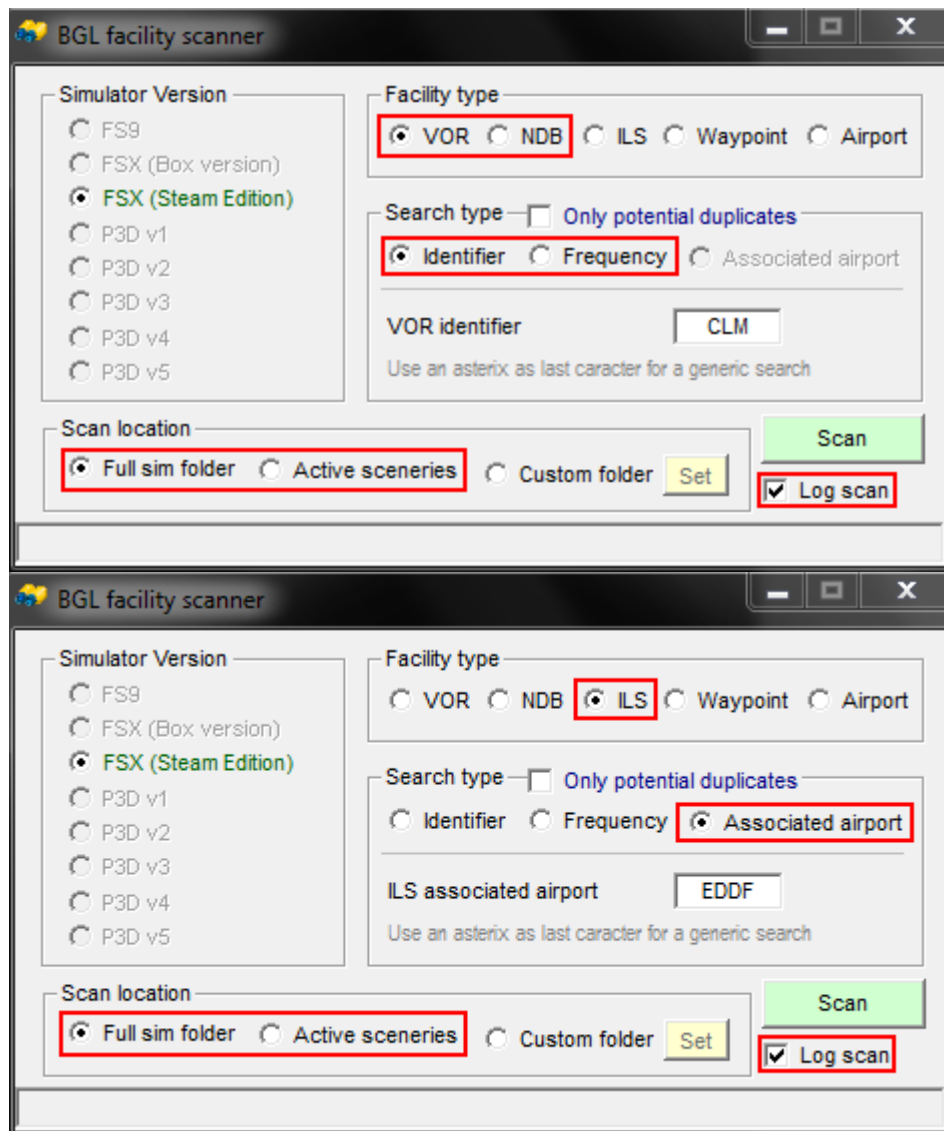 BGL facility scanner
Simulator Version
FS9
FSX (Box version)
FSX (Steam Edition)
P3D v1
P3D v2
P3D v3
P3D v4
P3D v5
Facility type
VOR NDB ILS Waypoint Airport
Search type Only potential duplicates
Identifier Frequency Associated airport
VOR identifier CLM
Use an asterix as last caracter for a generic search
Scan location
Full sim folder Active sceneries Custom folder Set
Scan
Log scan
BGL facility scanner
Simulator Version
FS9
FSX (Box version)
FSX (Steam Edition)
P3D v1
P3D v2
P3D v3
P3D v4
P3D v5
Facility type
VOR NDB ILS Waypoint Airport
Search type Only potential duplicates
Identifier Frequency Associated airport
ILS associated airport EDDF
Use an asterix as last caracter for a generic search
Scan location
Full sim folder Active sceneries Custom folder Set
Scan
Log scan